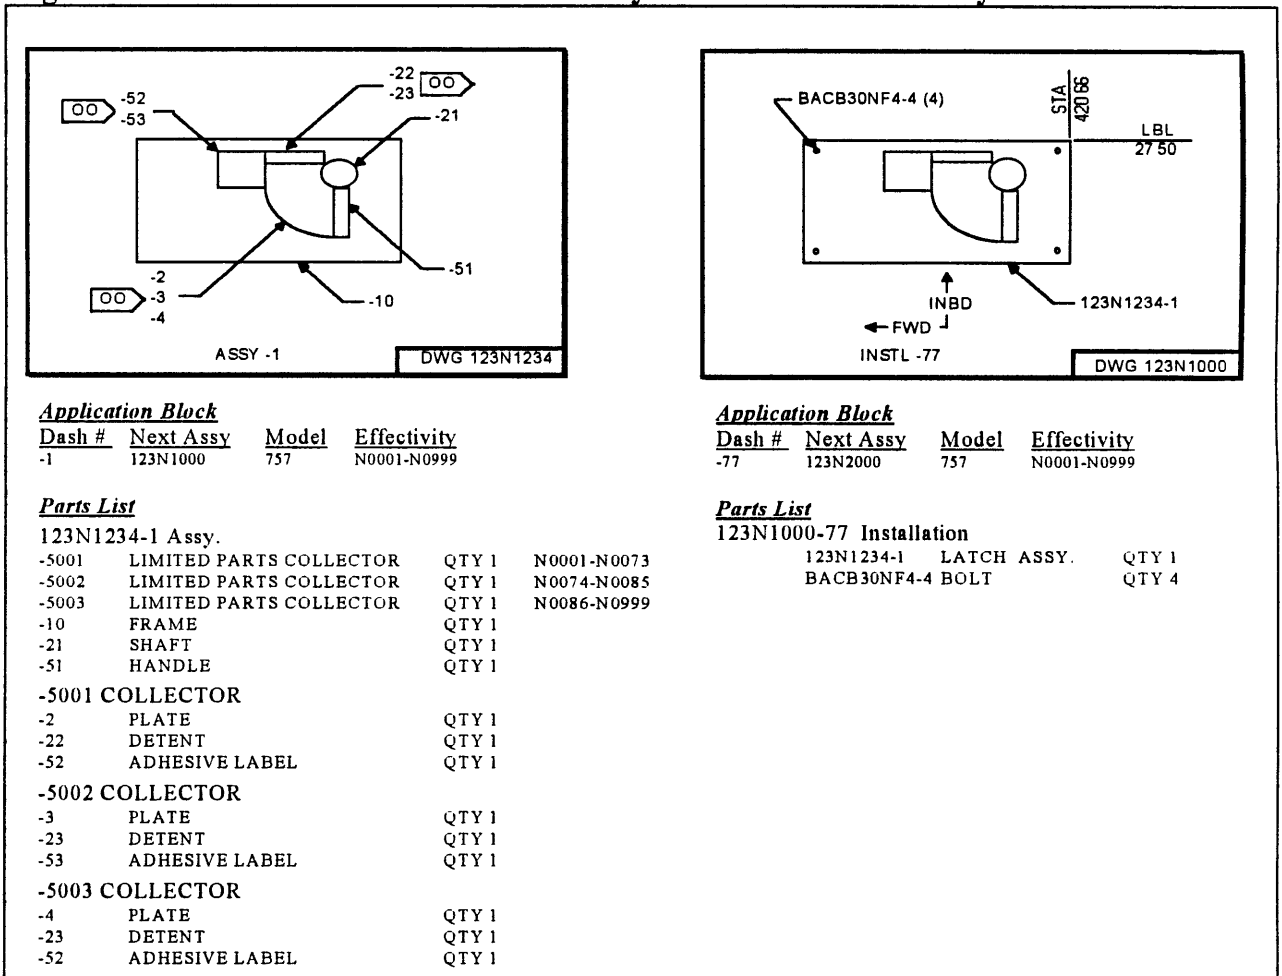 -22
-23
OO
OO
-52
-53
-21
-51
-2
OO
-3
-4
-10
ASSY -1
DWG 123N1234
BACB30NF4-4 (4)
STA
420 66
LBL
27 50
INBD
FWD
123N1234-1
INSTL -77
DWG 123N1000
Application Block
Dash # Next Assy Model Effectivity
-1 123N1000 757 N0001-N0999
Parts List
123N1234-1 Assy.
-5001 LIMITED PARTS COLLECTOR QTY 1 N0001-N0073
-5002 LIMITED PARTS COLLECTOR QTY 1 N0074-N0085
-5003 LIMITED PARTS COLLECTOR QTY 1 N0086-N0999
-10 FRAME QTY 1
-21 SHAFT QTY 1
-51 HANDLE QTY 1
-5001 COLLECTOR
-2 PLATE QTY 1
-22 DETENT QTY 1
-52 ADHESIVE LABEL QTY 1
-5002 COLLECTOR
-3 PLATE QTY 1
-23 DETENT QTY 1
-53 ADHESIVE LABEL QTY 1
-5003 COLLECTOR
-4 PLATE QTY 1
-23 DETENT QTY 1
-52 ADHESIVE LABEL QTY 1
Application Block
Dash # Next Assy Model Effectivity
-77 123N2000 757 N0001-N0999
Parts List
123N1000-77 Installation
123N1234-1 LATCH ASSY. QTY 1
BACB30NF4-4 BOLT QTY 4